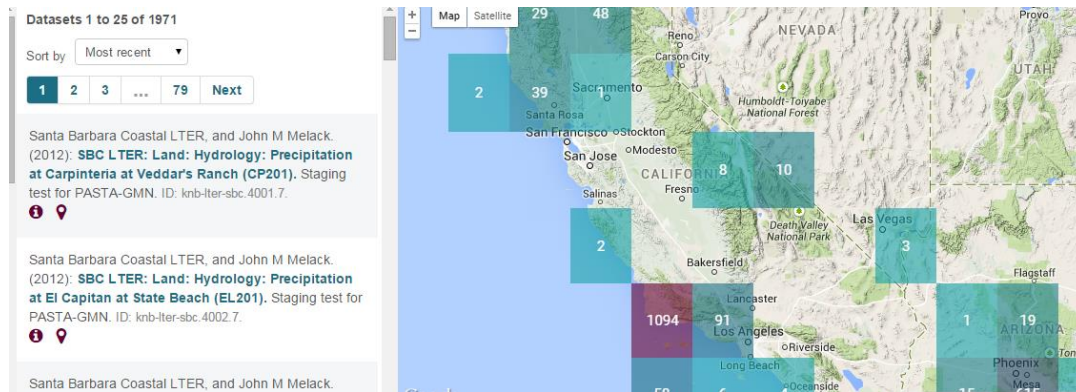 Datasets 1 to 25 of 1971
Sort by Most recent
1 2 3 ... 79 Next
Santa Barbara Coastal LTER, and John M Melack.
(2012): SBC LTER: Land: Hydrology: Precipitation
at Carpinteria at Veddar's Ranch (CP201). Staging
test for PASTA-GMN. ID: knb-lter-sbc.4001.7.
Santa Barbara Coastal LTER, and John M Melack.
(2012): SBC LTER: Land: Hydrology: Precipitation
at El Capitan at State Beach (EL201). Staging test for
PASTA-GMN. ID: knb-lter-sbc.4002.7.
Santa Barbara Coastal LTER, and John M Melack.
+
−
Map Satellite
29 48
Provo
Reno
NEVADA
Carson City
UTAH
2 39 Sacramento 1
Humboldt-Toiyabe
National Forest
Santa Rosa
San Francisco Stockton
Modesto
San Jose
CALIFORNIA
8 10
Fresno
Salinas
Death Valley
National Park
Las Vegas
2
3
Bakersfield
Flagstaff
Lancaster
1094 91
1 19
Los Angeles
ARIZONA
Riverside
Long Beach
Phoenix
Mesa
Oceanside